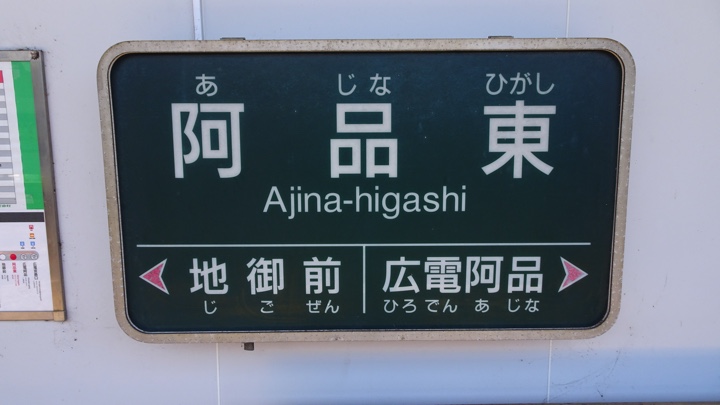 あ じな ひがし
阿品東
Ajina-higashi
地御前 広電阿品
じ ご ぜん ひろ でん あ じな